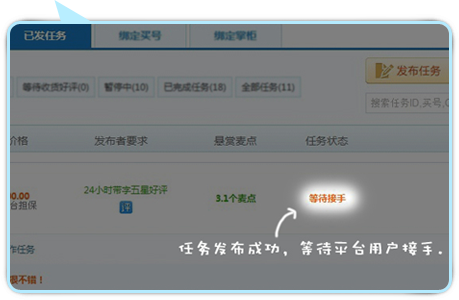 已发任务 绑定买号 绑定掌柜
发布任务
等待收货好评(0) 暂停中(10) 已完成任务(18) 全部任务(11)
搜索任务ID,买号,
价格 发布者要求 悬赏麦点 任务状态
00.00 24小时带字五星好评 3.1个麦点 等待接手
台担保 评
任务发布成功，等待平台用户接手.
作任务
很不错！